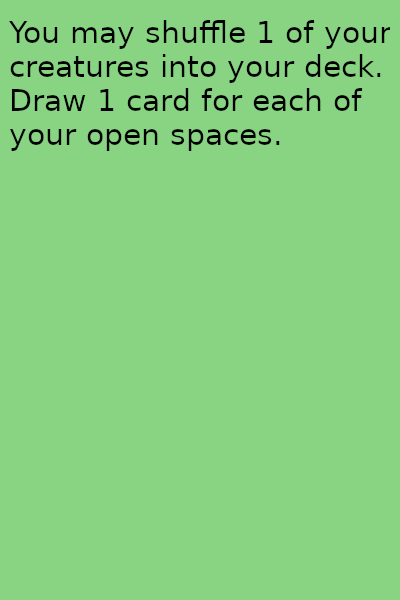 You may shuffle 1 of your
creatures into your deck.
Draw 1 card for each of
your open spaces.